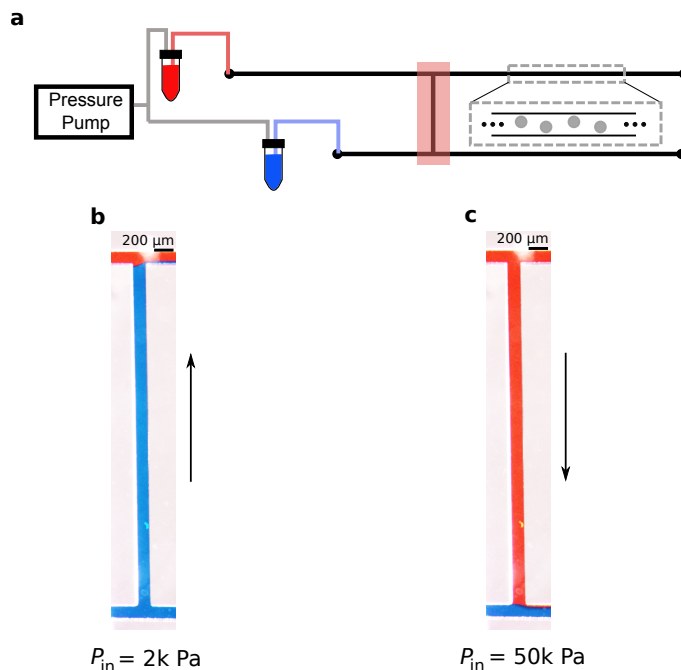 a
Pressure
Pump
b
200 µm
c
200 µm
P_in = 2k Pa
P_in = 50k Pa